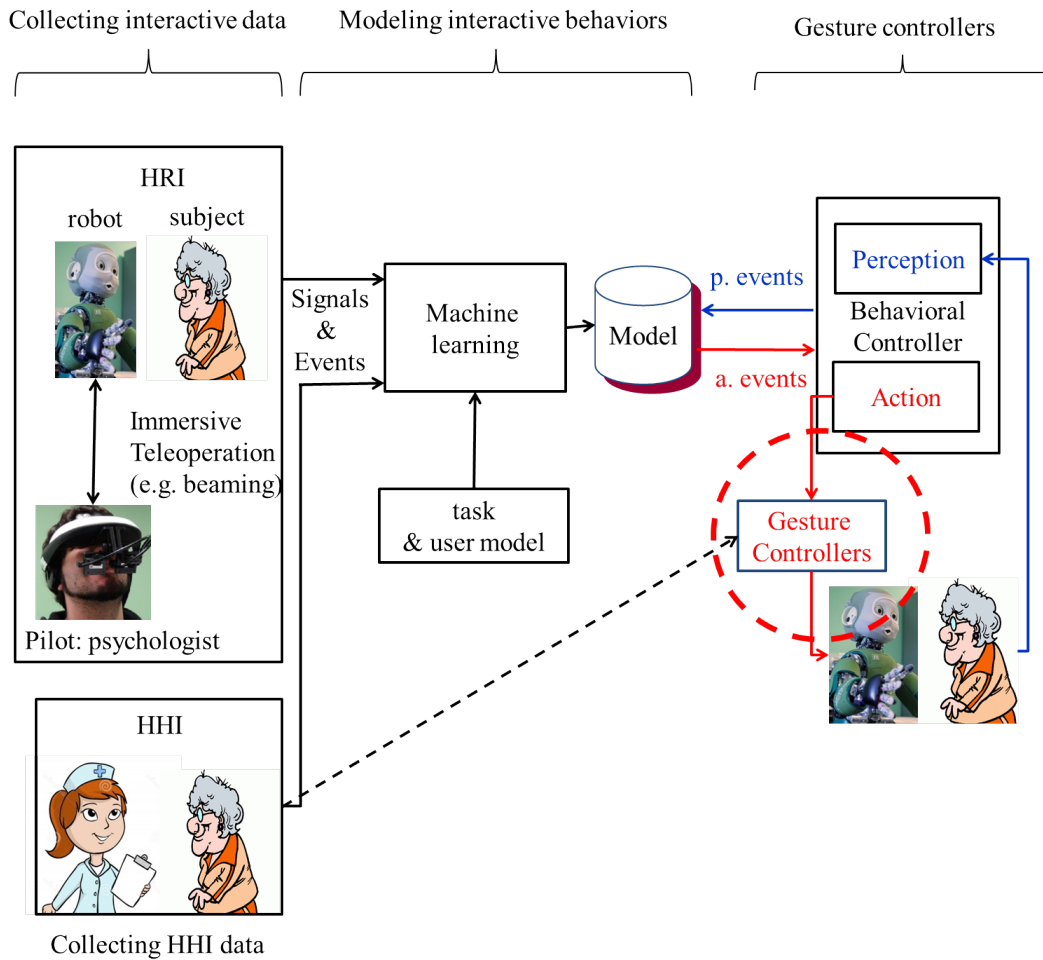 Collecting interactive data
Modeling interactive behaviors
Gesture controllers
HRI
robot
subject
Immersive
Teleoperation
(e.g. beaming)
Pilot: psychologist
Signals
&
Events
Machine
learning
task
& user model
Model
p. events
a. events
Perception
Behavioral
Controller
Action
Gesture
Controllers
HHI
Collecting HHI data